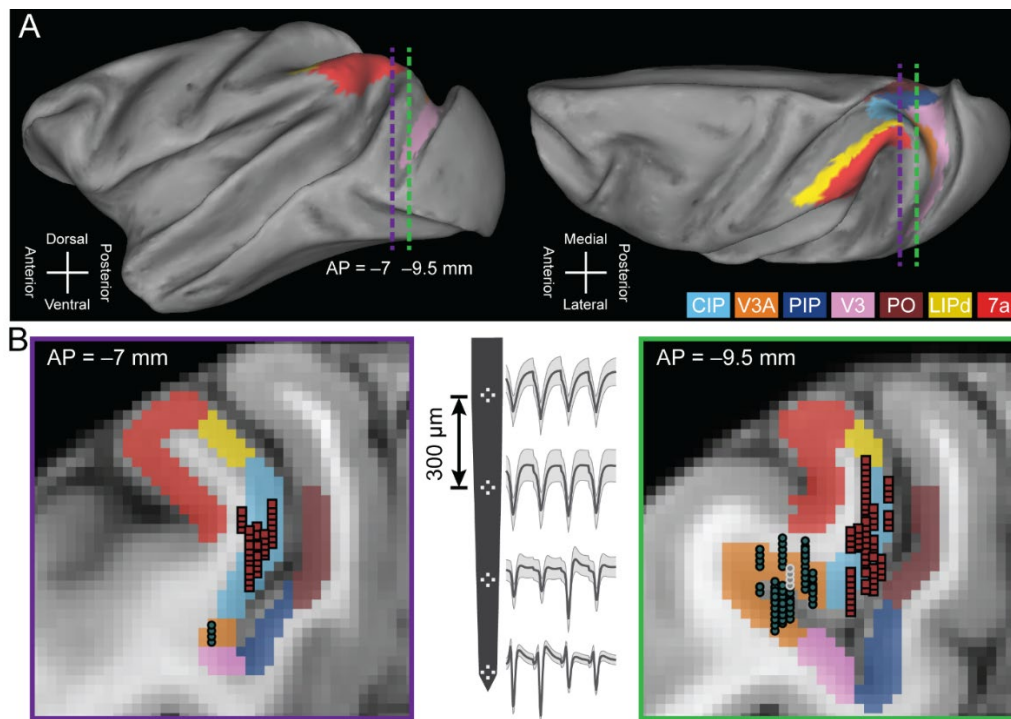 A
Dorsal
Anterior
Posterior
Ventral
AP = –7
–9.5 mm
Medial
Anterior
Posterior
Lateral
CIP V3A PIP V3 PO LIPd 7a
B
AP = –7 mm
300 μm
AP = –9.5 mm